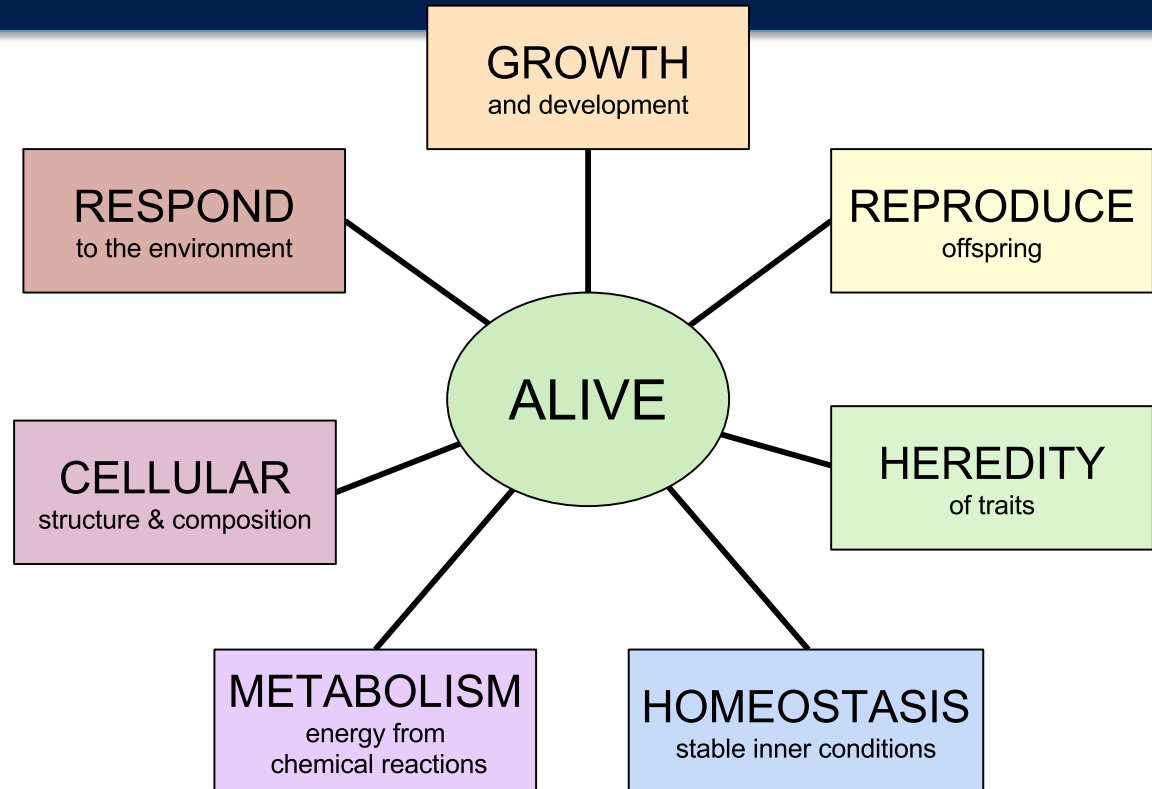 GROWTH
and development
RESPOND
to the environment
REPRODUCE
offspring
ALIVE
CELLULAR
structure & composition
HEREDITY
of traits
METABOLISM
energy from
chemical reactions
HOMEOSTASIS
stable inner conditions